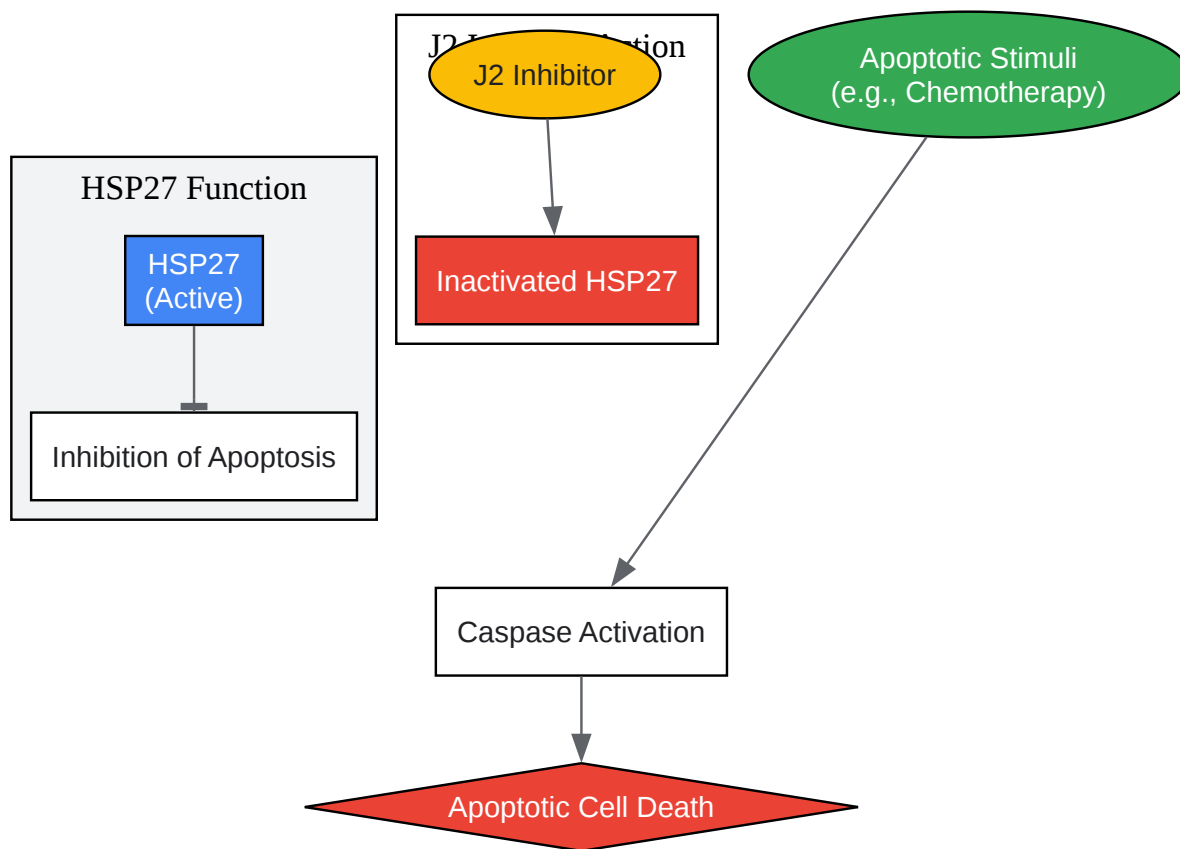 J2 
J2 Inhibitor
Apoptotic Stimuli
(e.g., Chemotherapy)
HSP27 Function
HSP27
(Active)
Inactivated HSP27
Inhibition of Apoptosis
Caspase Activation
Apoptotic Cell Death